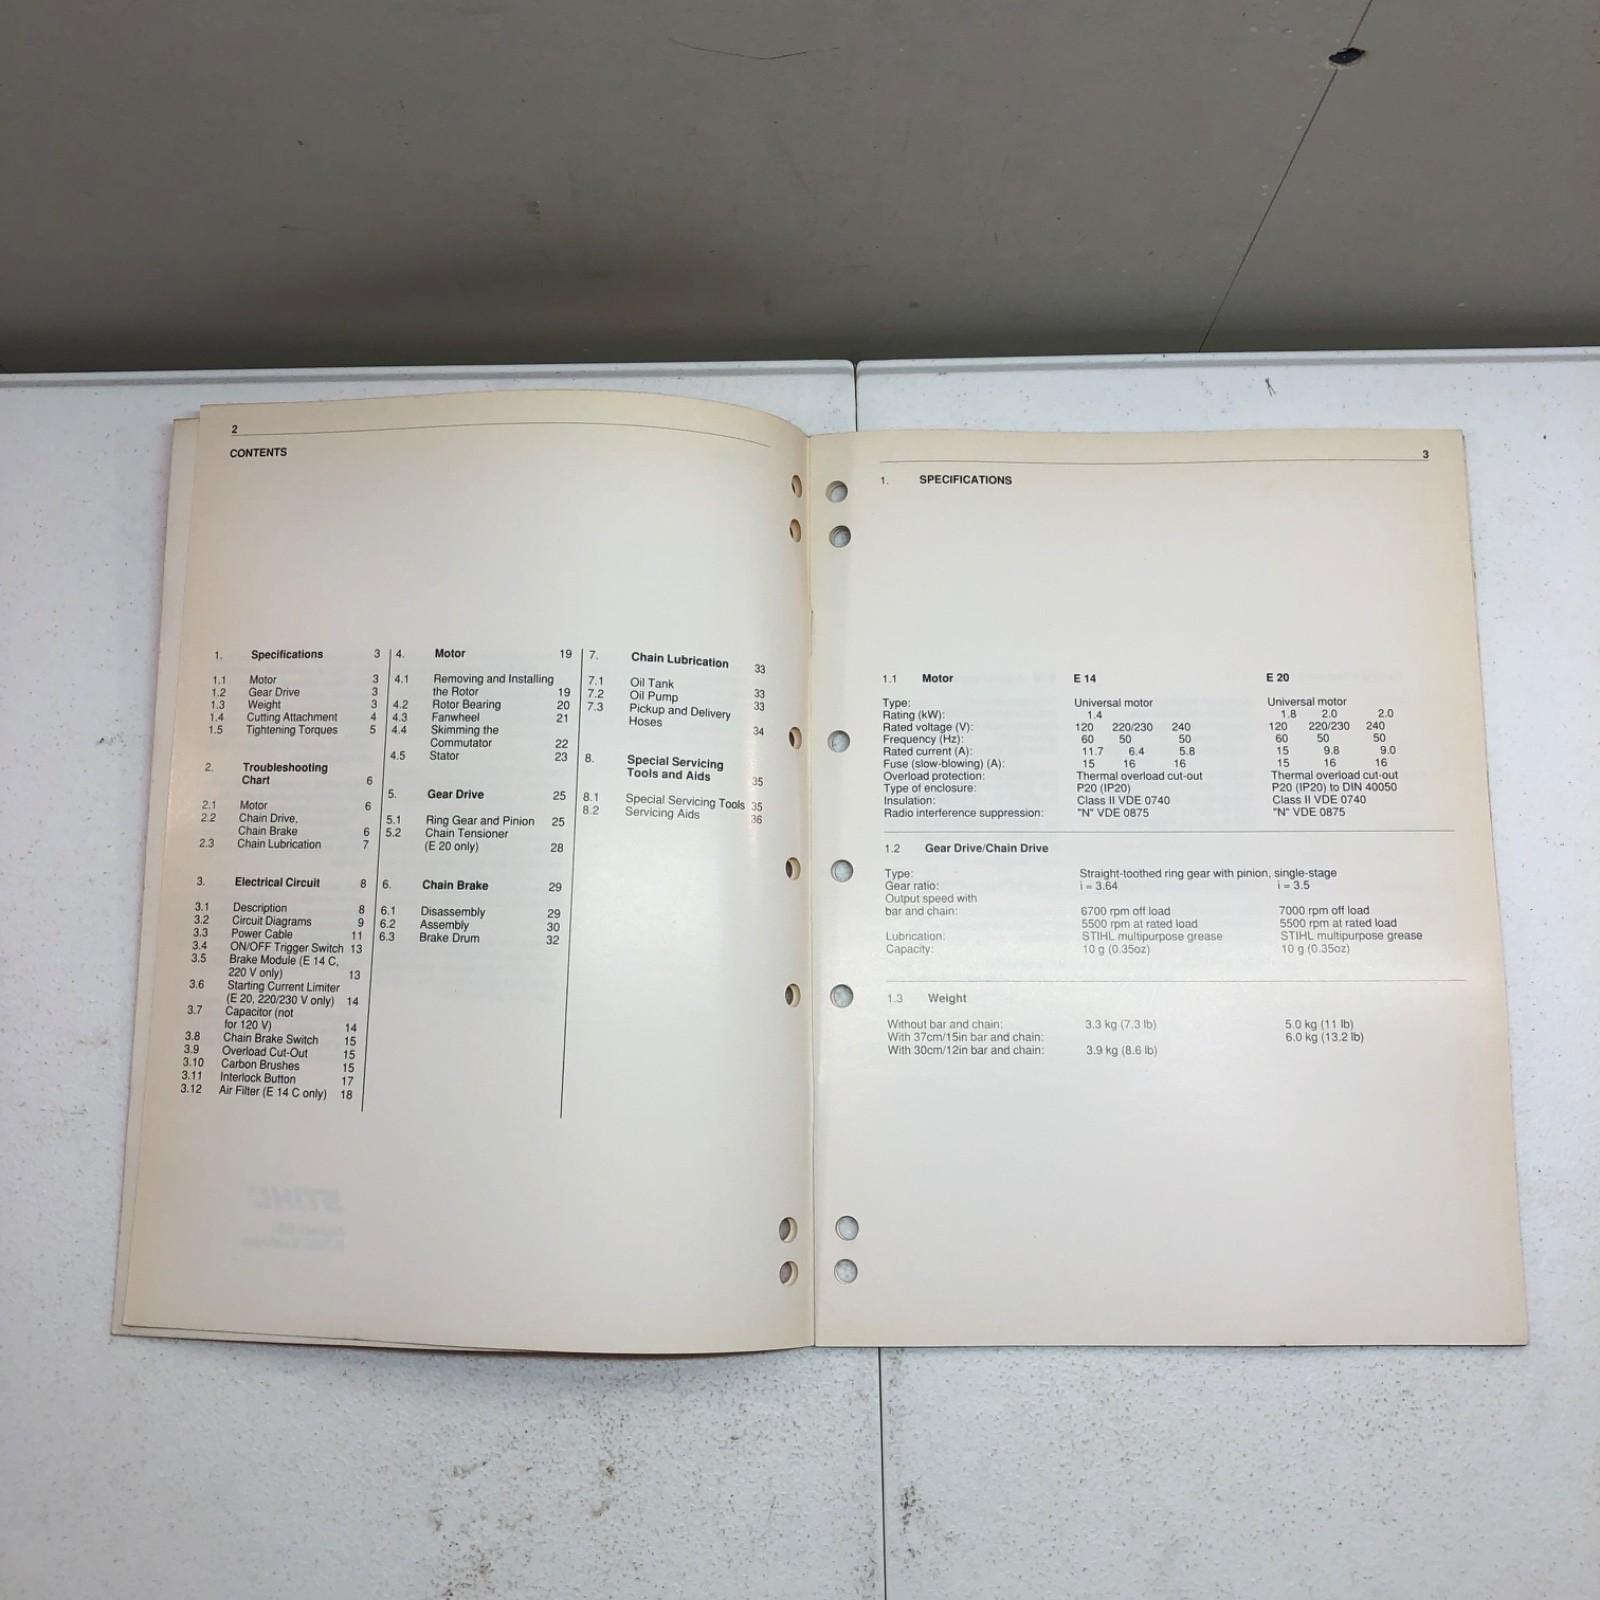 2
CONTENTS
1. Specifications 3
1.1 Motor 3
1.2 Gear Drive 3
1.3 Weight 3
1.4 Cutting Attachment 4
1.5 Tightening Torques 5
2. Troubleshooting
Chart 6
2.1 Motor 6
2.2 Chain Drive,
Chain Brake 6
2.3 Chain Lubrication 7
3. Electrical Circuit 8
3.1 Description 8
3.2 Circuit Diagrams 9
3.3 Power Cable 11
3.4 ON/OFF Trigger Switch 13
3.5 Brake Module (E 14 C,
220 V only) 13
3.6 Starting Current Limiter
(E 20, 220/230 V only) 14
3.7 Capacitor (not
for 120 V) 14
3.8 Chain Brake Switch 15
3.9 Overload Cut-Out 15
3.10 Carbon Brushes 15
3.11 Interlock Button 17
3.12 Air Filter (E 14 C only) 18
4. Motor 19
4.1 Removing and Installing
the Rotor 19
4.2 Rotor Bearing 20
4.3 Fanwheel 21
4.4 Skimming the
Commutator 22
4.5 Stator 23
5. Gear Drive 25
5.1 Ring Gear and Pinion 25
5.2 Chain Tensioner
(E 20 only) 28
6. Chain Brake 29
6.1 Disassembly 29
6.2 Assembly 30
6.3 Brake Drum 32
7. Chain Lubrication 33
7.1 Oil Tank 33
7.2 Oil Pump 33
7.3 Pickup and Delivery
Hoses 34
8. Special Servicing
Tools and Aids 35
8.1 Special Servicing Tools 35
8.2 Servicing Aids 36
STIHL
3
1. SPECIFICATIONS
1.1 Motor E 14 E 20
Type: Universal motor Universal motor
Rating (kW): 1.4 1.8 2.0 2.0
Rated voltage (V): 120 220/230 240 120 220/230 240
Frequency (Hz): 60 50 50 60 50 50
Rated current (A): 11.7 6.4 5.8 15 9.8 9.0
Fuse (slow-blowing) (A): 15 16 16 15 16 16
Overload protection: Thermal overload cut-out Thermal overload cut-out
Type of enclosure: P20 (IP20) P20 (IP20) to DIN 40050
Insulation: Class II VDE 0740 Class II VDE 0740
Radio interference suppression: "N" VDE 0875 "N" VDE 0875
1.2 Gear Drive/Chain Drive
Type: Straight-toothed ring gear with pinion, single-stage
Gear ratio: i = 3.64 i = 3.5
Output speed with
bar and chain: 6700 rpm off load 7000 rpm off load
5500 rpm at rated load 5500 rpm at rated load
Lubrication: STIHL multipurpose grease STIHL multipurpose grease
Capacity: 10 g (0.35oz) 10 g (0.35oz)
1.3 Weight
Without bar and chain: 3.3 kg (7.3 lb) 5.0 kg (11 lb)
With 37cm/15in bar and chain: 6.0 kg (13.2 lb)
With 30cm/12in bar and chain: 3.9 kg (8.6 lb)